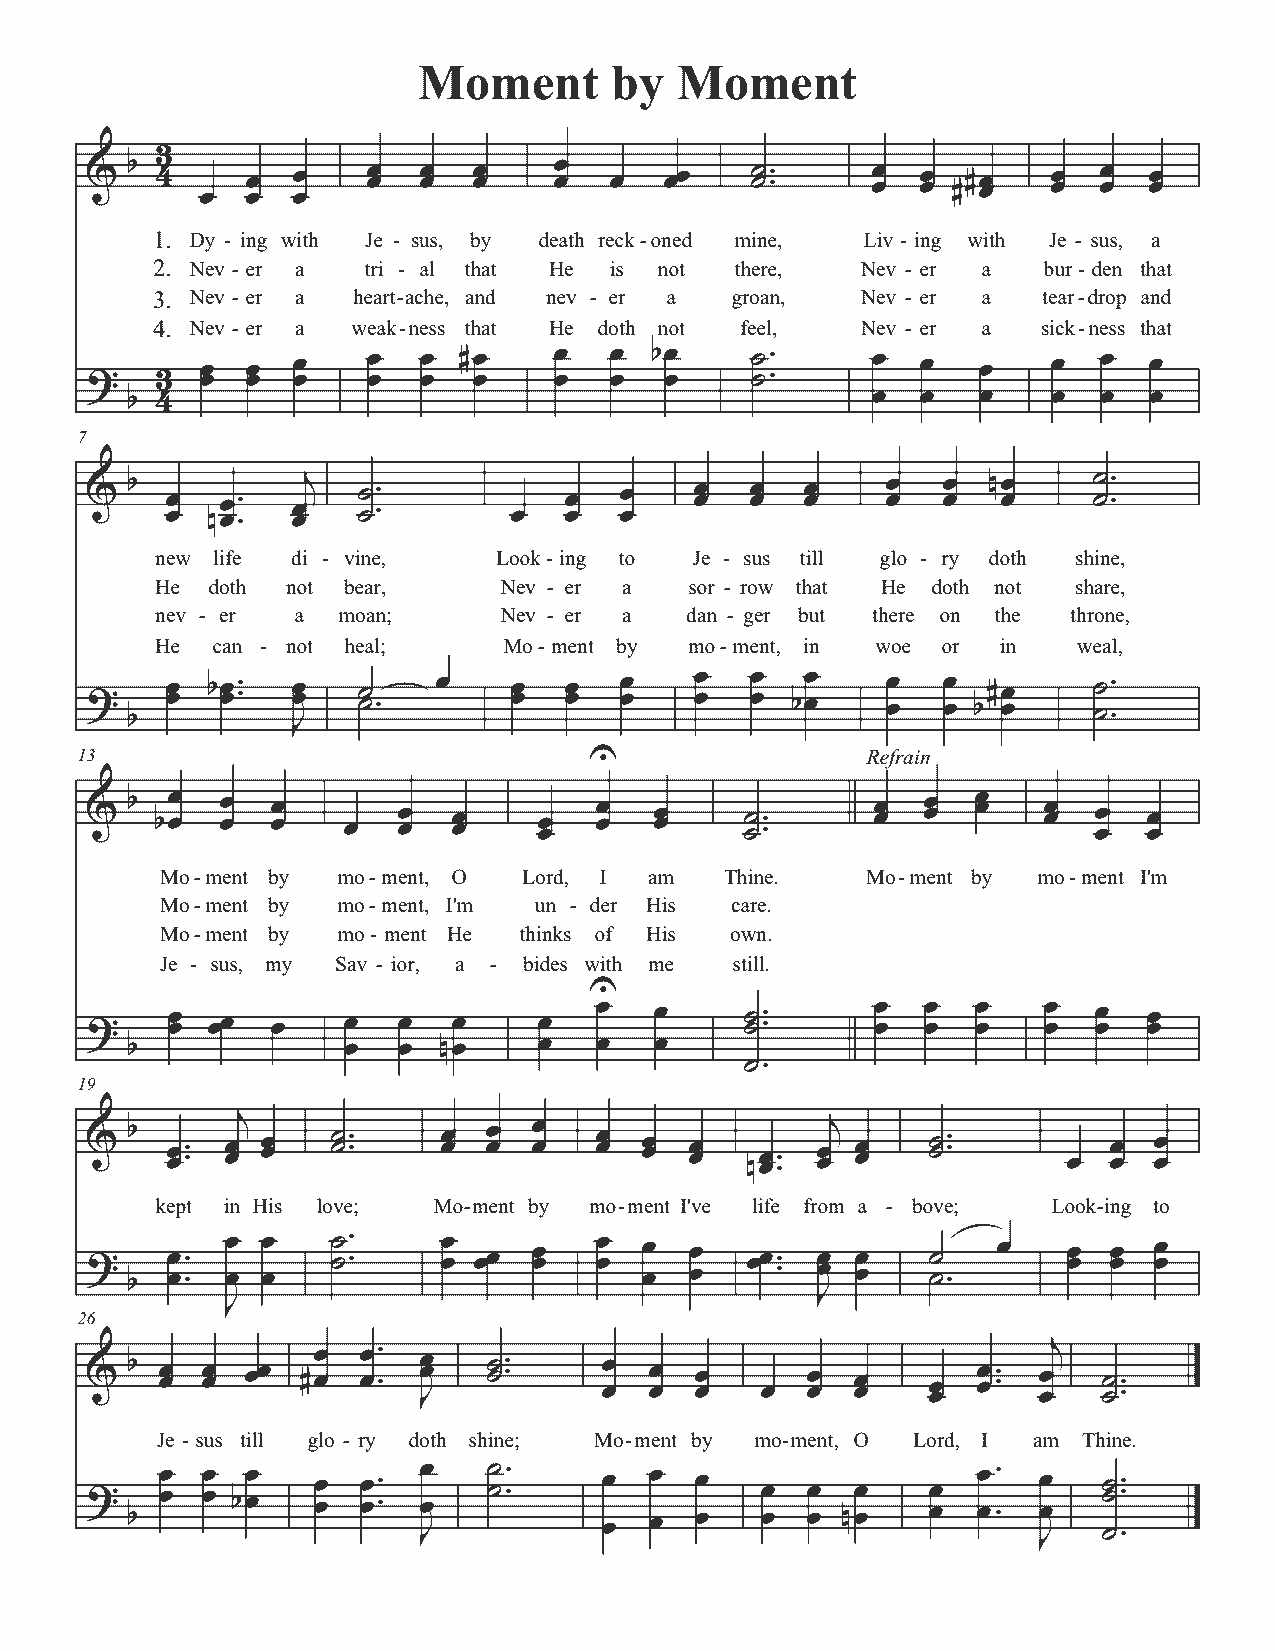 Moment by Moment
1. Dy - ing with Je - sus, by death reck - oned mine, Liv - ing with Je - sus, a
2. Nev - er a tri - al that He is not there, Nev - er a bur - den that
3. Nev - er a heart-ache, and nev - er a groan, Nev - er a tear - drop and
4. Nev - er a weak - ness that He doth not feel, Nev - er a sick - ness that
7
new life di - vine, Look - ing to Je - sus till glo - ry doth shine,
He doth not bear, Nev - er a sor - row that He doth not share,
nev - er a moan; Nev - er a dan - ger but there on the throne,
He can - not heal; Mo - ment by mo - ment, in woe or in weal,
13 Refrain
Mo - ment by mo - ment, O Lord, I am Thine. Mo - ment by mo - ment I'm
Mo - ment by mo - ment, I'm un - der His care.
Mo - ment by mo - ment He thinks of His own.
Je - sus, my Sav - ior, a - bides with me still.
19
kept in His love; Mo-ment by mo-ment I've life from a - bove; Look-ing to
26
Je - sus till glo - ry doth shine; Mo-ment by mo-ment, O Lord, I am Thine.